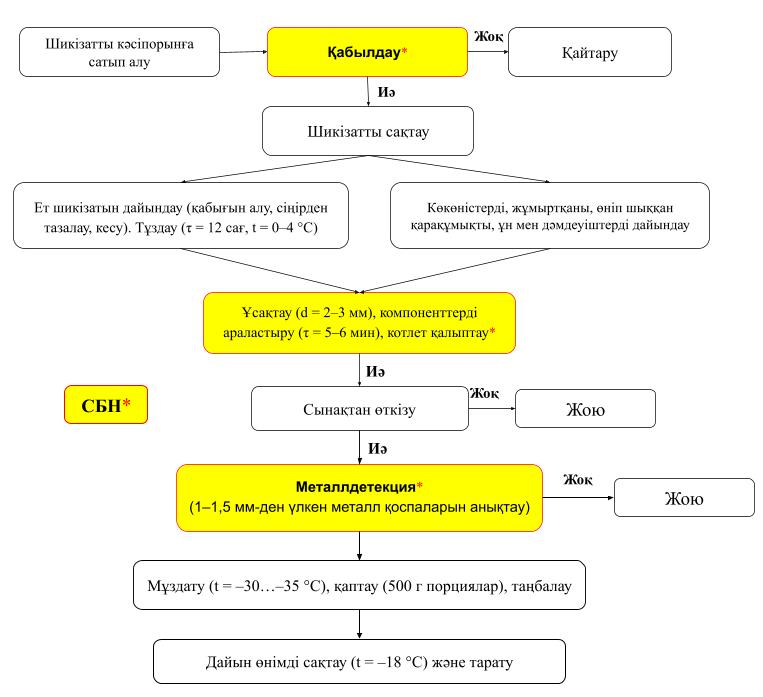 Шикізатты кәсіпорынға
сатып алу
Қабылдау*
Жоқ
Қайтару
Иә
Шикізатты сақтау
Ет шикізатын дайындау (қабығын алу, сіңірден
тазалау, кесу). Тұздау (τ = 12 сағ, t = 0–4 °C)
Көкөністерді, жұмыртқаны, өніп шыққан
қарақұмықты, ұн мен дәмдеуіштерді дайындау
Ұсақтау (d = 2–3 мм), компоненттерді
араластыру (τ = 5–6 мин), котлет қалыптау*
Иә
СБН*
Сынақтан өткізу
Жоқ
Жою
Иә
Металлдетекция*
(1–1,5 мм-ден үлкен металл қоспаларын анықтау)
Жоқ
Жою
Мұздату (t = –30…–35 °C), қаптау (500 г порциялар), таңбалау
Дайын өнімді сақтау (t = –18 °C) және тарату